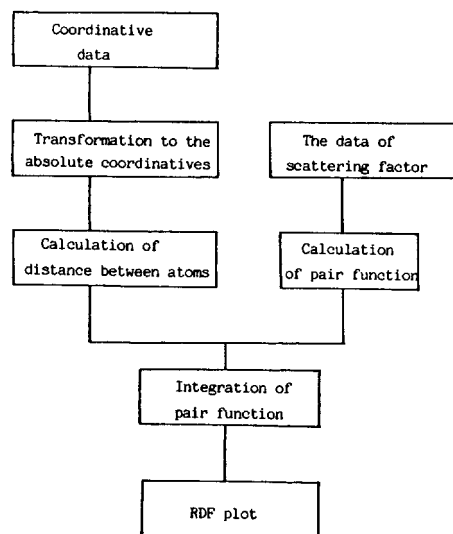 Coordinative
data
Transformation to the
absolute coordinatives
The data of
scattering factor
Calculation of
distance between atoms
Calculation
of pair function
Integration of
pair function
RDF plot